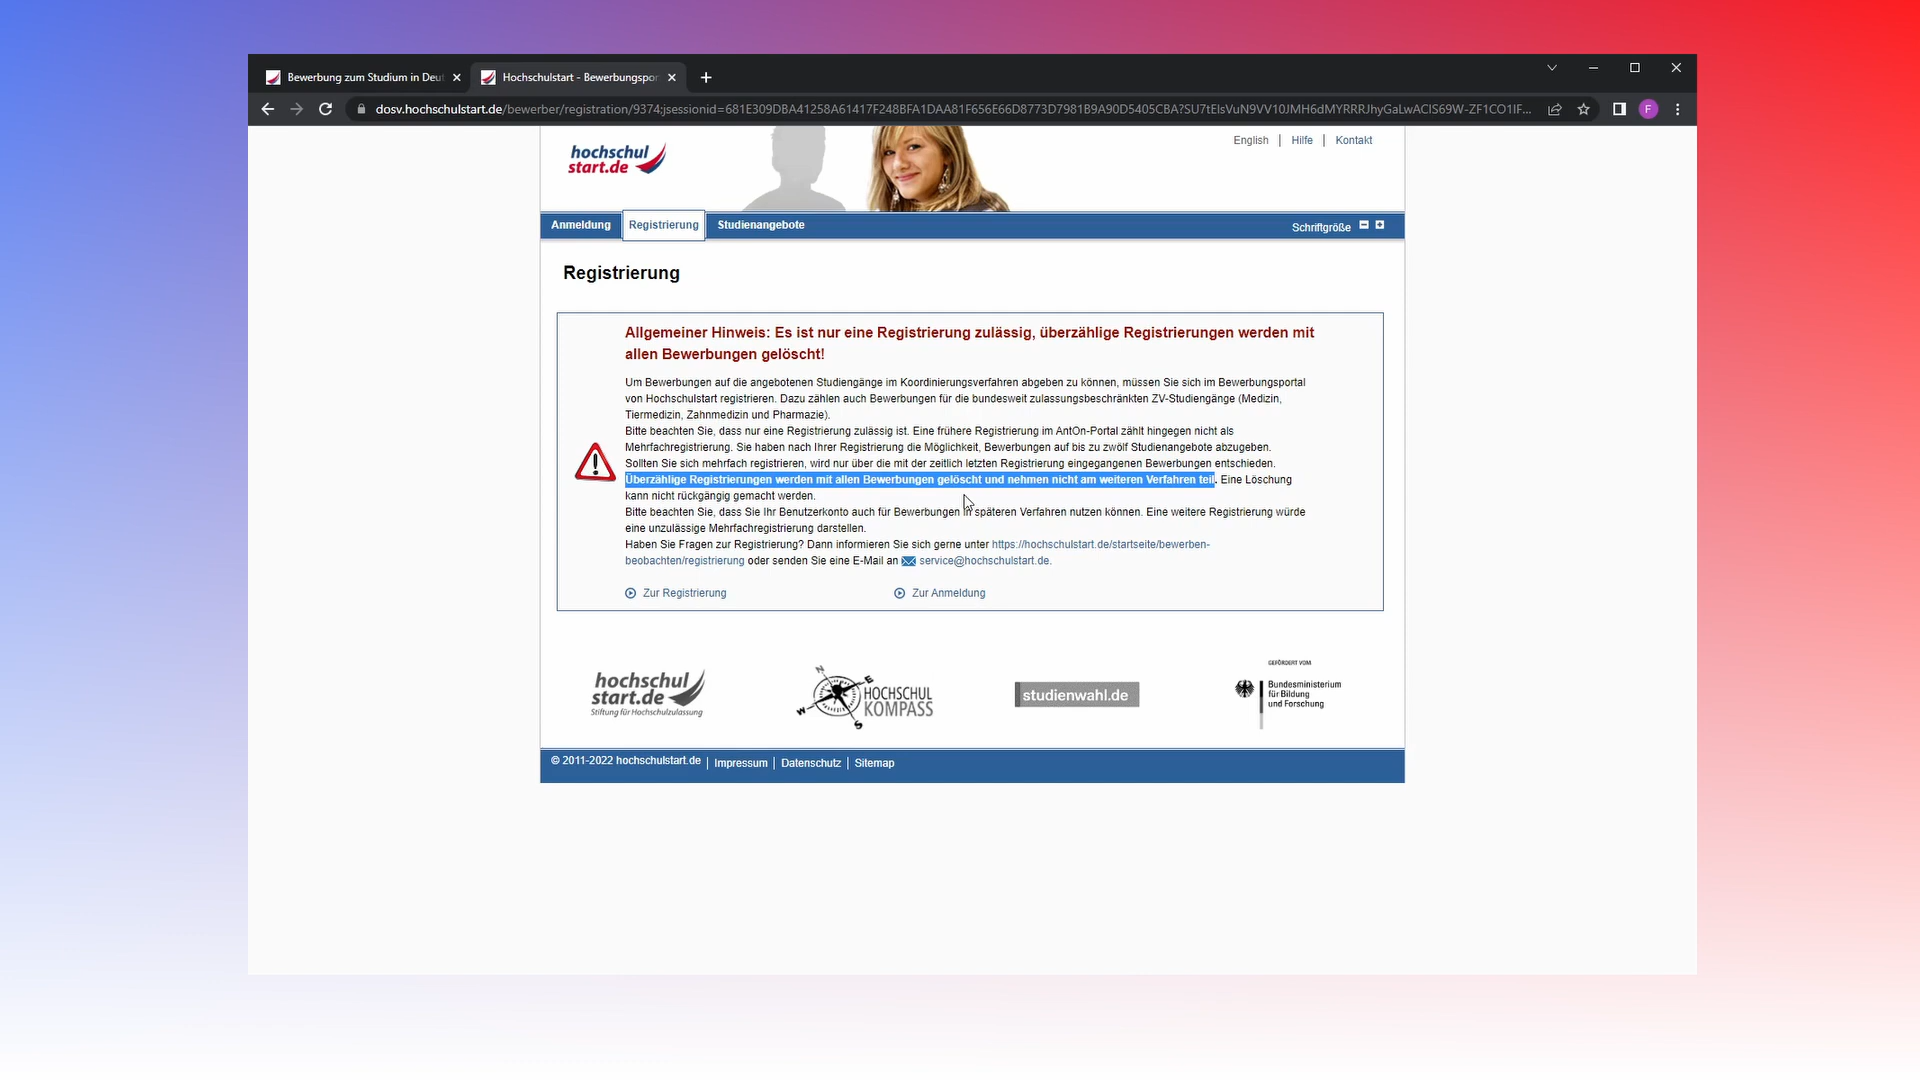 Bewerbung zum Studium in Deu
Hochschulstart - Bewerbungspor
dosv.hochschulstart.de/bewerber/registration/9374;jsessionid=681E309DBA41258A61417F248BFA1DAA81F656E66D8773D7981B9A90D5405CBA?SU7tElsVuN9VV10JMH6dMYRRRJhyGaLwAClS69W-ZF1CO1IF...
F
hochschul
start.de
English | Hilfe | Kontakt
Anmeldung Registrierung Studienangebote Schriftgröße
Registrierung
Allgemeiner Hinweis: Es ist nur eine Registrierung zulässig, überzählige Registrierungen werden mit
allen Bewerbungen gelöscht!
Um Bewerbungen auf die angebotenen Studiengänge im Koordinierungsverfahren abgeben zu können, müssen Sie sich im Bewerbungsportal
von Hochschulstart registrieren. Dazu zählen auch Bewerbungen für die bundesweit zulassungsbeschränkten ZV-Studiengänge (Medizin,
Tiermedizin, Zahnmedizin und Pharmazie).
Bitte beachten Sie, dass nur eine Registrierung zulässig ist. Eine frühere Registrierung im AntOn-Portal zählt hingegen nicht als
Mehrfachregistrierung. Sie haben nach Ihrer Registrierung die Möglichkeit, Bewerbungen auf bis zu zwölf Studienangebote abzugeben.
Sollten Sie sich mehrfach registrieren, wird nur über die mit der zeitlich letzten Registrierung eingegangenen Bewerbungen entschieden.
Überzählige Registrierungen werden mit allen Bewerbungen gelöscht und nehmen nicht am weiteren Verfahren teil. Eine Löschung
kann nicht rückgängig gemacht werden.
Bitte beachten Sie, dass Sie Ihr Benutzerkonto auch für Bewerbungen in späteren Verfahren nutzen können. Eine weitere Registrierung würde
eine unzulässige Mehrfachregistrierung darstellen.
Haben Sie Fragen zur Registrierung? Dann informieren Sie sich gerne unter https://hochschulstart.de/startseite/bewerben-
beobachten/registrierung oder senden Sie eine E-Mail an service@hochschulstart.de.
Zur Registrierung Zur Anmeldung
hochschul
start.de
Stiftung für Hochschulzulassung
N E S W
HOCHSCHUL
KOMPASS
studienwahl.de
GEFÖRDERT VOM
Bundesministerium
für Bildung
und Forschung
© 2011-2022 hochschulstart.de | Impressum | Datenschutz | Sitemap